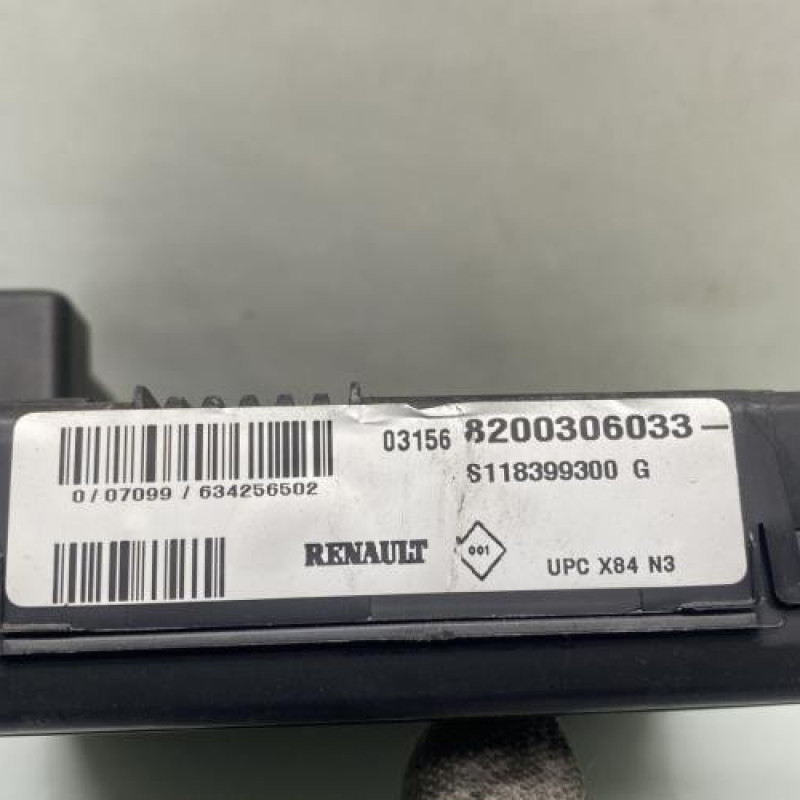 03156 8200306033-
S118399300 G
0/07099/634256502
RENAULT 001 UPC X84 N3